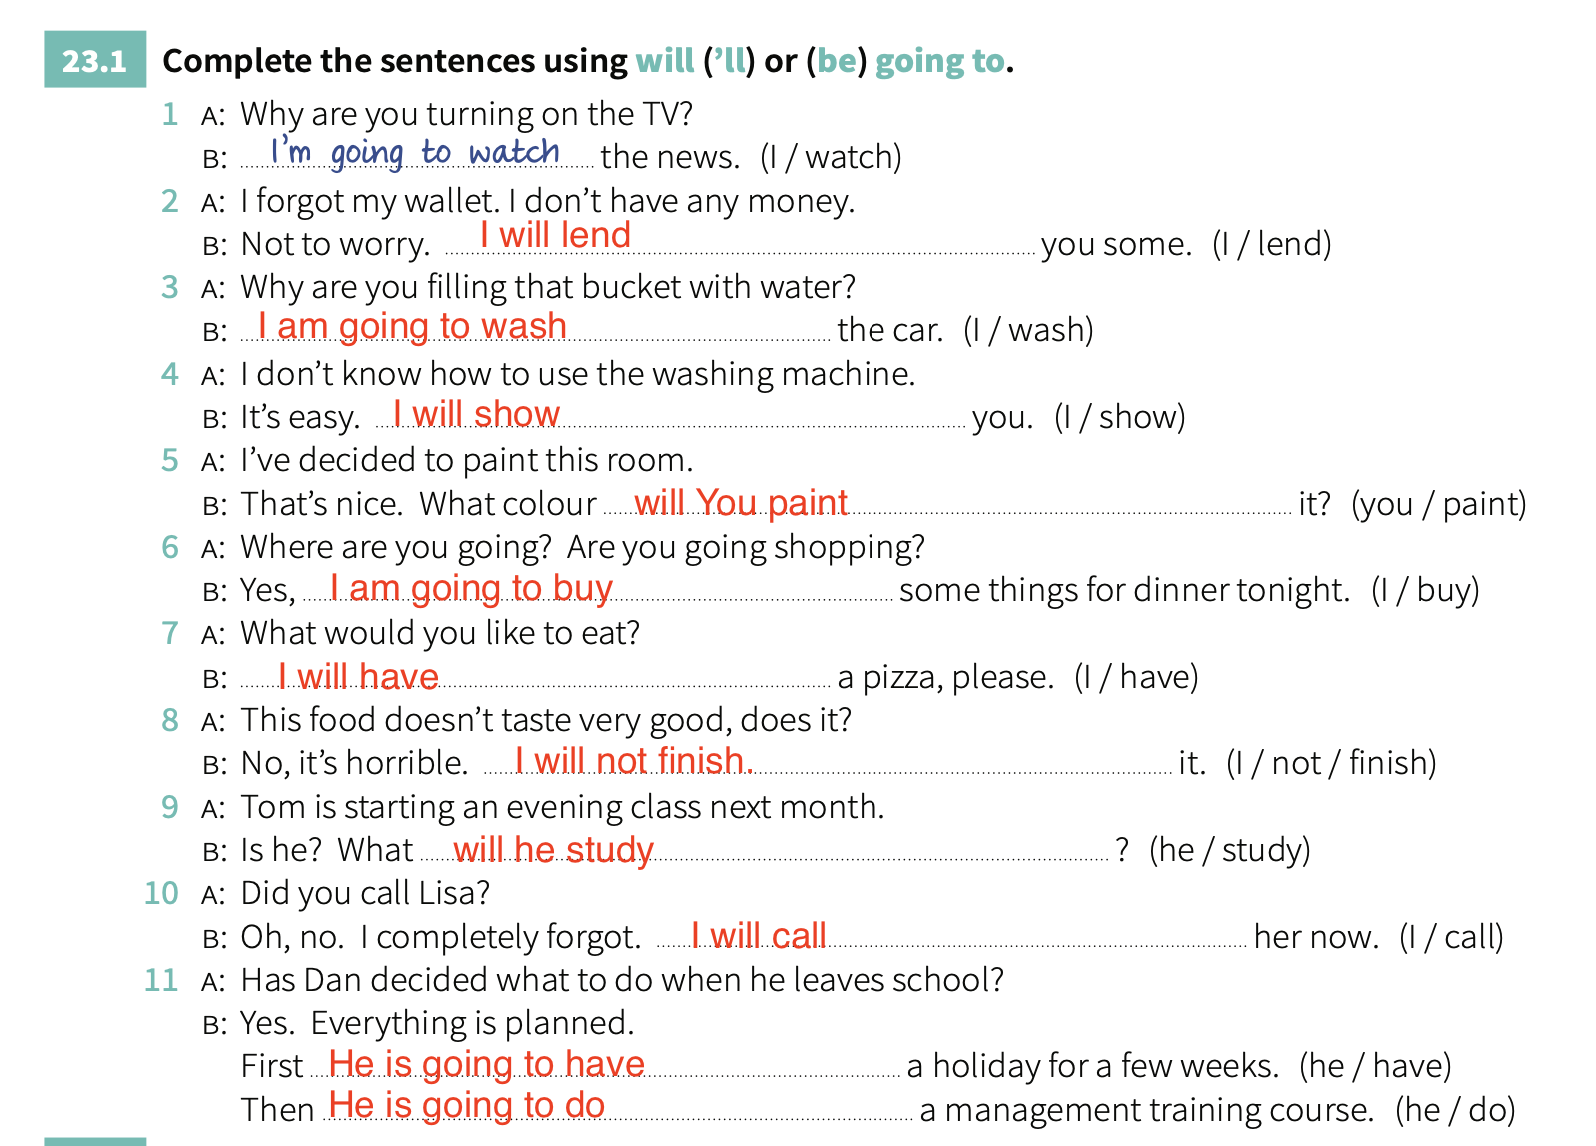 23.1 Complete the sentences using will (’ll) or (be) going to.
1 A: Why are you turning on the TV?
B: I’m going to watch the news. (I / watch)
2 A: I forgot my wallet. I don’t have any money.
B: Not to worry. I will lend you some. (I / lend)
3 A: Why are you filling that bucket with water?
B: I am going to wash the car. (I / wash)
4 A: I don’t know how to use the washing machine.
B: It’s easy. I will show you. (I / show)
5 A: I’ve decided to paint this room.
B: That’s nice. What colour will You paint it? (you / paint)
6 A: Where are you going? Are you going shopping?
B: Yes, I am going to buy some things for dinner tonight. (I / buy)
7 A: What would you like to eat?
B: I will have a pizza, please. (I / have)
8 A: This food doesn’t taste very good, does it?
B: No, it’s horrible. I will not finish. it. (I / not / finish)
9 A: Tom is starting an evening class next month.
B: Is he? What will he study ? (he / study)
10 A: Did you call Lisa?
B: Oh, no. I completely forgot. I will call her now. (I / call)
11 A: Has Dan decided what to do when he leaves school?
B: Yes. Everything is planned.
First He is going to have a holiday for a few weeks. (he / have)
Then He is going to do a management training course. (he / do)